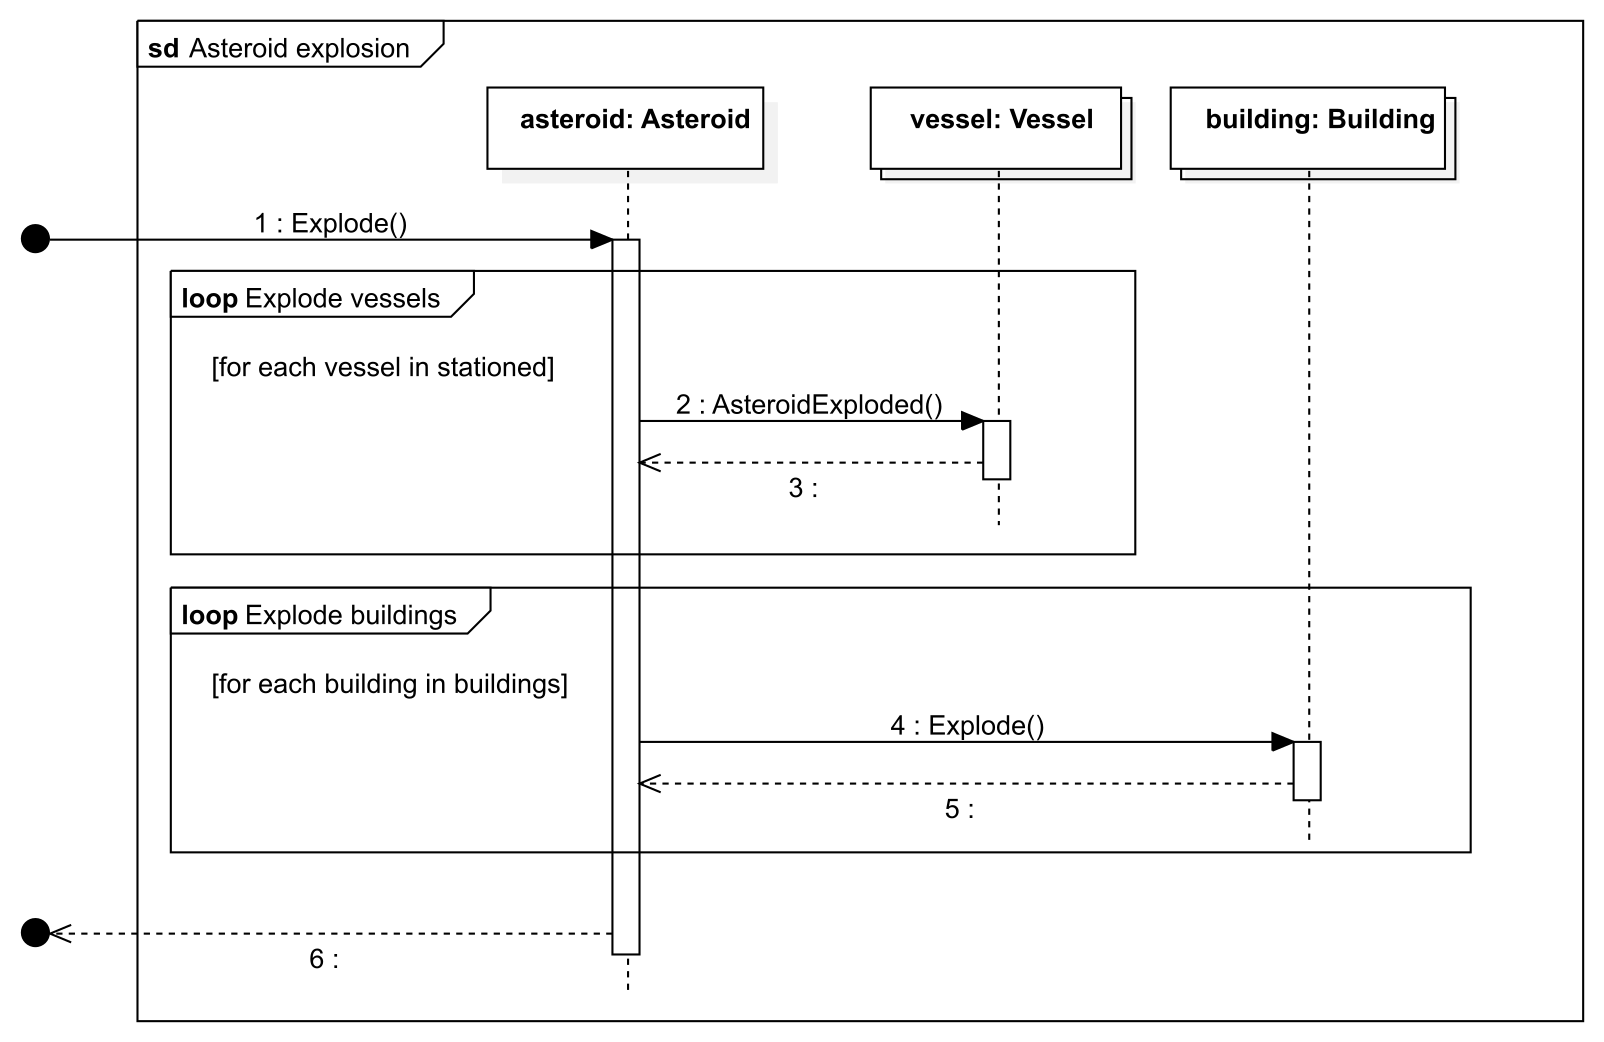 sd Asteroid explosion
asteroid: Asteroid
vessel: Vessel
building: Building
1 : Explode()
loop Explode vessels
[for each vessel in stationed]
2 : AsteroidExploded()
3 :
loop Explode buildings
[for each building in buildings]
4 : Explode()
5 :
6 :